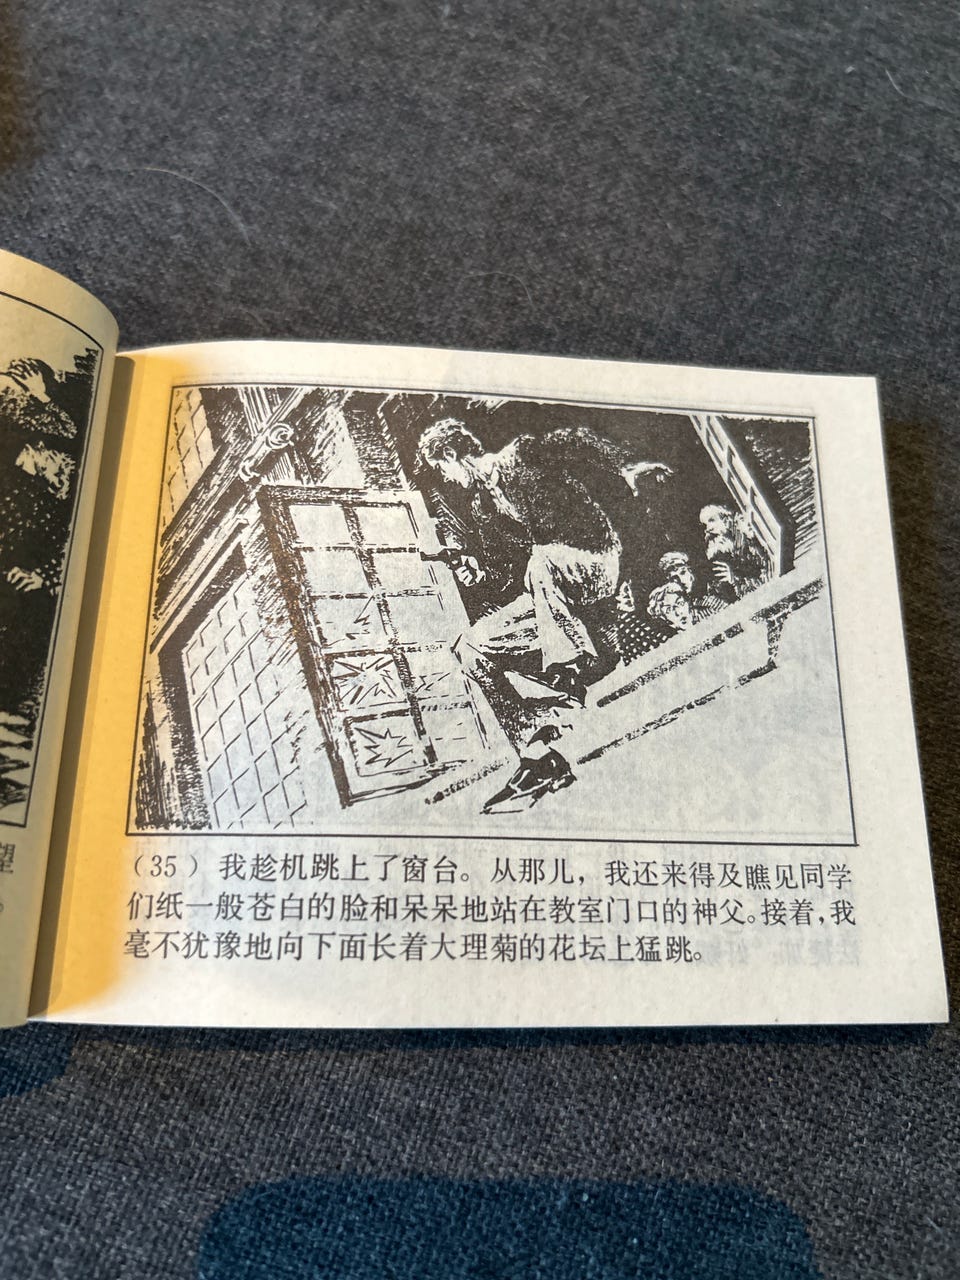 （35）我趁机跳上了窗台。从那儿，我还来得及瞧见同学
们纸一般苍白的脸和呆呆地站在教室门口的神父。接着，我
毫不犹豫地向下面长着大理菊的花坛上猛跳。
望
。